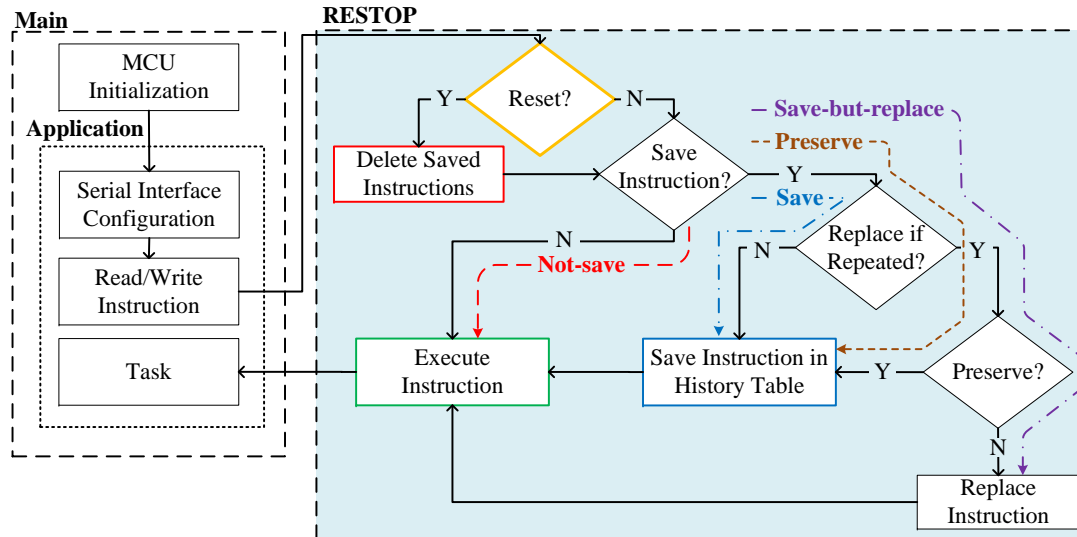 Main
MCU
Initialization
Application
Serial Interface
Configuration
Read/Write
Instruction
Task
RESTOP
Reset?
Y
N
Delete Saved
Instructions
Save
Instruction?
Y
N
Save-but-replace
Preserve
Save
Not-save
Replace if
Repeated?
N
Y
Execute
Instruction
Save Instruction in
History Table
Y
Preserve?
N
Replace
Instruction